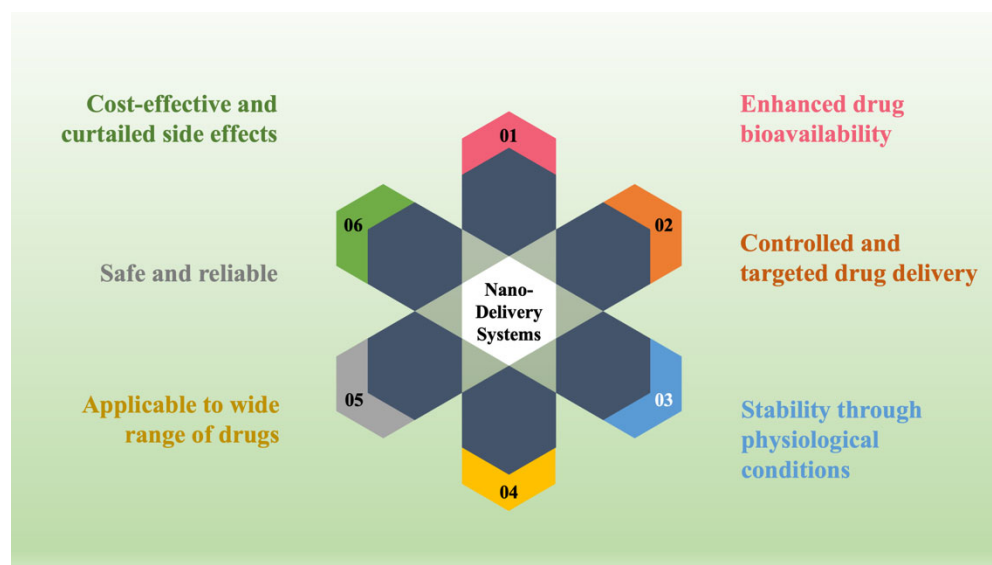 Cost-effective and
curtailed side effects
Enhanced drug
bioavailability
01
06
02
Safe and reliable
Controlled and
targeted drug delivery
Nano-
Delivery
Systems
Applicable to wide
range of drugs
05
03
Stability through
physiological
conditions
04